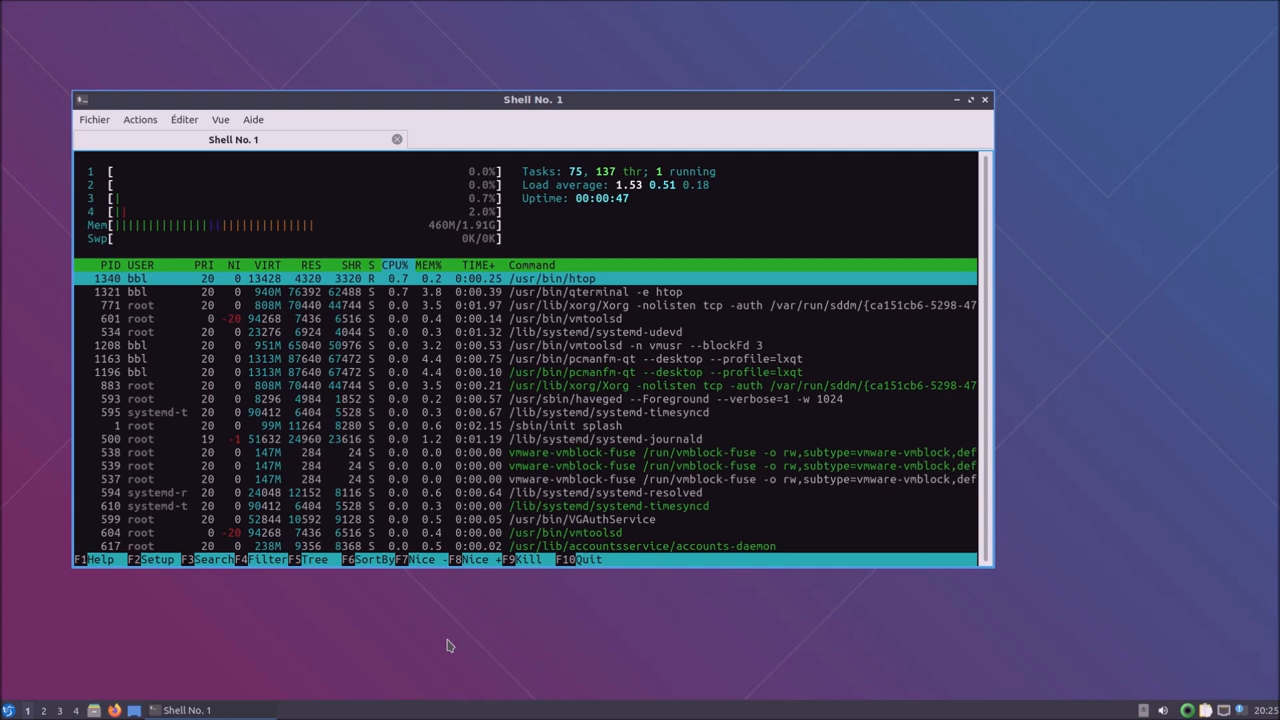 Shell No. 1
Fichier Actions Éditer Vue Aide
Shell No. 1
1 [ 0.0%] Tasks: 75, 137 thr; 1 running
2 [ 0.0%] Load average: 1.53 0.51 0.18
3 [| 0.7%] Uptime: 00:00:47
4 [|| 2.0%]
Mem[|||||||||||||||||||||||||||||| 460M/1.91G]
Swp[ 0K/0K]
PID USER PRI NI VIRT RES SHR S CPU% MEM% TIME+ Command
1340 bbl 20 0 13428 4320 3320 R 0.7 0.2 0:00.25 /usr/bin/htop
1321 bbl 20 0 940M 76392 62488 S 0.7 3.8 0:00.39 /usr/bin/qterminal -e htop
771 root 20 0 808M 70440 44744 S 0.0 3.5 0:01.97 /usr/lib/xorg/Xorg -nolisten tcp -auth /var/run/sddm/{ca151cb6-5298-47
601 root 0 -20 94268 7436 6516 S 0.0 0.4 0:00.14 /usr/bin/vmtoolsd
534 root 20 0 23276 6924 4044 S 0.0 0.3 0:01.32 /lib/systemd/systemd-udevd
1208 bbl 20 0 951M 65040 50976 S 0.0 3.2 0:00.53 /usr/bin/vmtoolsd -n vmusr --blockFd 3
1163 bbl 20 0 1313M 87640 67472 S 0.0 4.4 0:00.75 /usr/bin/pcmanfm-qt --desktop --profile=lxqt
1196 bbl 20 0 1313M 87640 67472 S 0.0 4.4 0:00.10 /usr/bin/pcmanfm-qt --desktop --profile=lxqt
883 root 20 0 808M 70440 44744 S 0.0 3.5 0:00.21 /usr/lib/xorg/Xorg -nolisten tcp -auth /var/run/sddm/{ca151cb6-5298-47
593 root 20 0 8296 4984 1852 S 0.0 0.2 0:00.57 /usr/sbin/haveged --Foreground --verbose=1 -w 1024
595 systemd-t 20 0 90412 6404 5528 S 0.0 0.3 0:00.67 /lib/systemd/systemd-timesyncd
1 root 20 0 99M 11264 8280 S 0.0 0.6 0:02.15 /sbin/init splash
500 root 19 -1 51632 24960 23616 S 0.0 1.2 0:01.19 /lib/systemd/systemd-journald
538 root 20 0 147M 284 24 S 0.0 0.0 0:00.00 vmware-vmblock-fuse /run/vmblock-fuse -o rw,subtype=vmware-vmblock,def
539 root 20 0 147M 284 24 S 0.0 0.0 0:00.00 vmware-vmblock-fuse /run/vmblock-fuse -o rw,subtype=vmware-vmblock,def
537 root 20 0 147M 284 24 S 0.0 0.0 0:00.00 vmware-vmblock-fuse /run/vmblock-fuse -o rw,subtype=vmware-vmblock,def
594 systemd-r 20 0 24048 12152 8116 S 0.0 0.6 0:00.64 /lib/systemd/systemd-resolved
610 systemd-t 20 0 90412 6404 5528 S 0.0 0.3 0:00.00 /lib/systemd/systemd-timesyncd
599 root 20 0 52844 10592 9128 S 0.0 0.5 0:00.05 /usr/bin/VGAuthService
604 root 0 -20 94268 7436 6516 S 0.0 0.4 0:00.00 /usr/bin/vmtoolsd
617 root 20 0 238M 9356 8368 S 0.0 0.5 0:00.02 /usr/lib/accountsservice/accounts-daemon
F1Help F2Setup F3SearchF4FilterF5Tree F6SortByF7Nice -F8Nice +F9Kill F10Quit
1 2 3 4 Shell No. 1 20:25